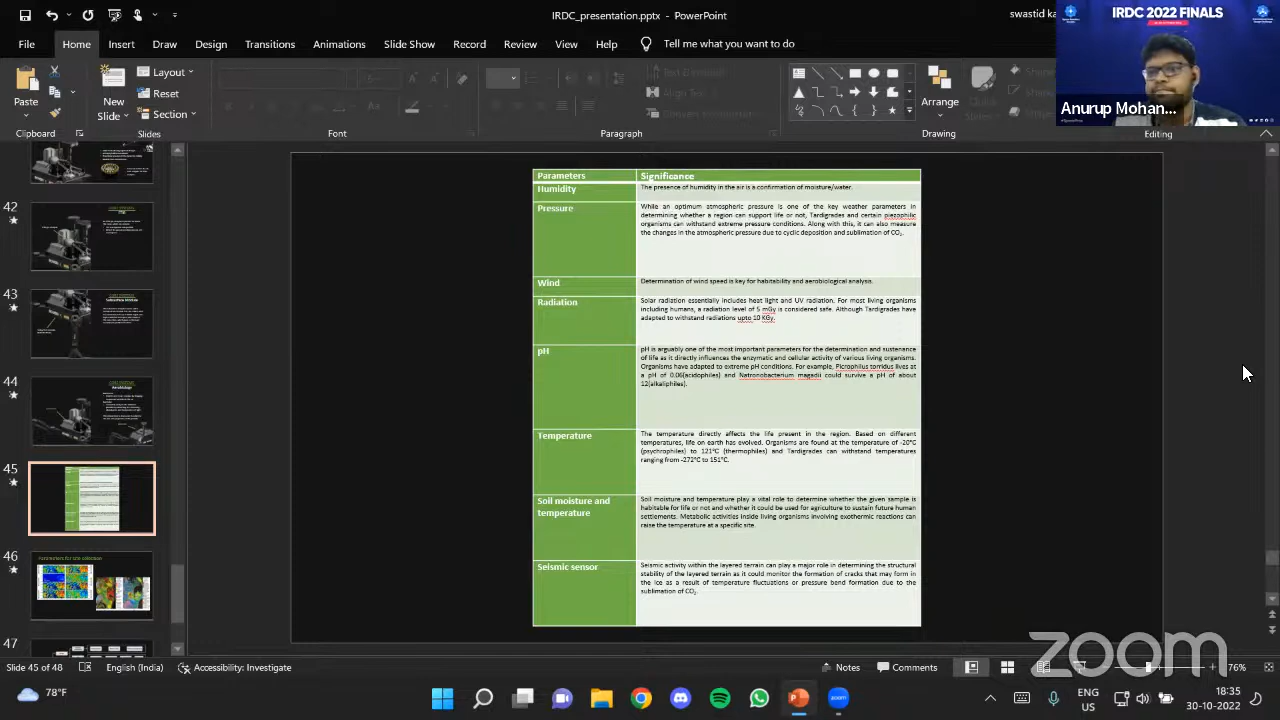 IRDC_presentation.pptx - PowerPoint
swastid ka
IRDC 2022 FINALS
Home Insert Draw Design Transitions Animations Slide Show Record Review View Help Tell me what you want to do
Paste
New
Slide
Layout
Reset
Section
Text Direction
Align Text
Arrange
Quick
Styles
Anurup Mohan...
Clipboard Slides Font Paragraph Drawing Editing
Parameters Significance
Humidity The presence of humidity in the air is a confirmation of moisture/water.
Pressure While an optimum atmospheric pressure is one of the key weather parameters in
determining whether a region can support life or not, Tardigrades and certain piezophilic
organisms can withstand extreme pressure conditions. Along with this, it can also measure
the changes in the atmospheric pressure due to cyclic deposition and sublimation of CO₂.
Wind Determination of wind speed is key for habitability and aerobiological analysis.
Radiation Solar radiation essentially includes heat light and UV radiation. For most living organisms
including humans, a radiation level of 5 mGy is considered safe. Although Tardigrades have
adapted to withstand radiations upto 10 KGy.
pH pH is arguably one of the most important parameters for the determination and sustenance
of life as it directly influences the enzymatic and cellular activity of various living organisms.
Organisms have adapted to extreme pH conditions. For example, Picrophilus torridus lives at
a pH of 0.06(acidophiles) and Natronobacterium magadii could survive a pH of about
12(alkaliphiles).
Temperature The temperature directly affects the life present in the region. Based on different
temperatures, life on earth has evolved. Organisms are found at the temperature of -20°C
(psychrophiles) to 121°C (thermophiles) and Tardigrades can withstand temperatures
ranging from -272°C to 151°C.
Soil moisture and
temperature
Soil moisture and temperature play a vital role to determine whether the given sample is
habitable for life or not and whether it could be used for agriculture to sustain future human
settlements. Metabolic activities inside living organisms involving exothermic reactions can
raise the temperature at a specific site.
Seismic sensor Seismic activity within the layered terrain can play a major role in determining the structural
stability of the layered terrain as it could monitor the formation of cracks that may form in
the ice as a result of temperature fluctuations or pressure bend formation due to the
sublimation of CO₂.
42
43
44
46
Parameters for site selection
47
zoom
Slide 45 of 48 English (India) Accessibility: Investigate Notes Comments 76%
78°F
zoom
ENG
US
18:33
30-10-2022